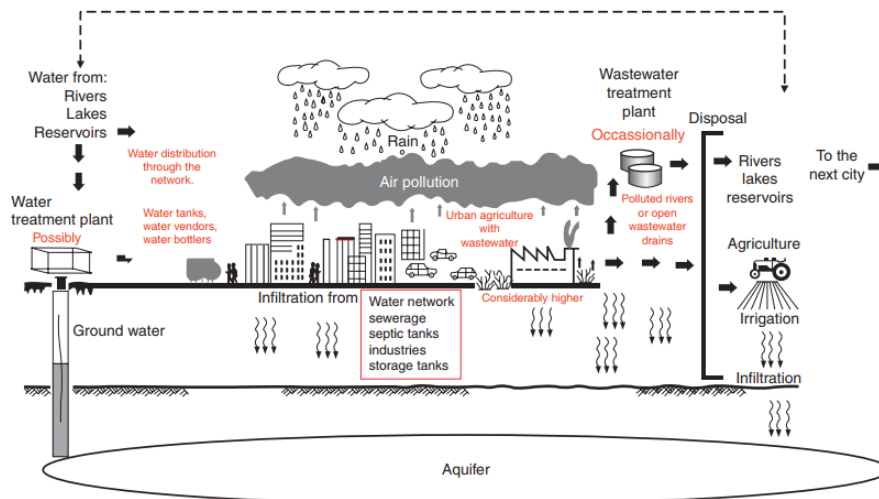 Water from:
Rivers
Lakes
Reservoirs
Water distribution
through the
network.
Water
treatment plant
Possibly
Water tanks,
water vendors,
water bottlers
Rain
Air pollution
Urban agriculture
with
wastewater
Wastewater
treatment
plant
Occassionally
Polluted rivers
or open
wastewater
drains
Disposal
Rivers
lakes
reservoirs
To the
next city
Agriculture
Irrigation
Infiltration
Infiltration from
Water network
sewerage
septic tanks
industries
storage tanks
Considerably higher
Ground water
Aquifer